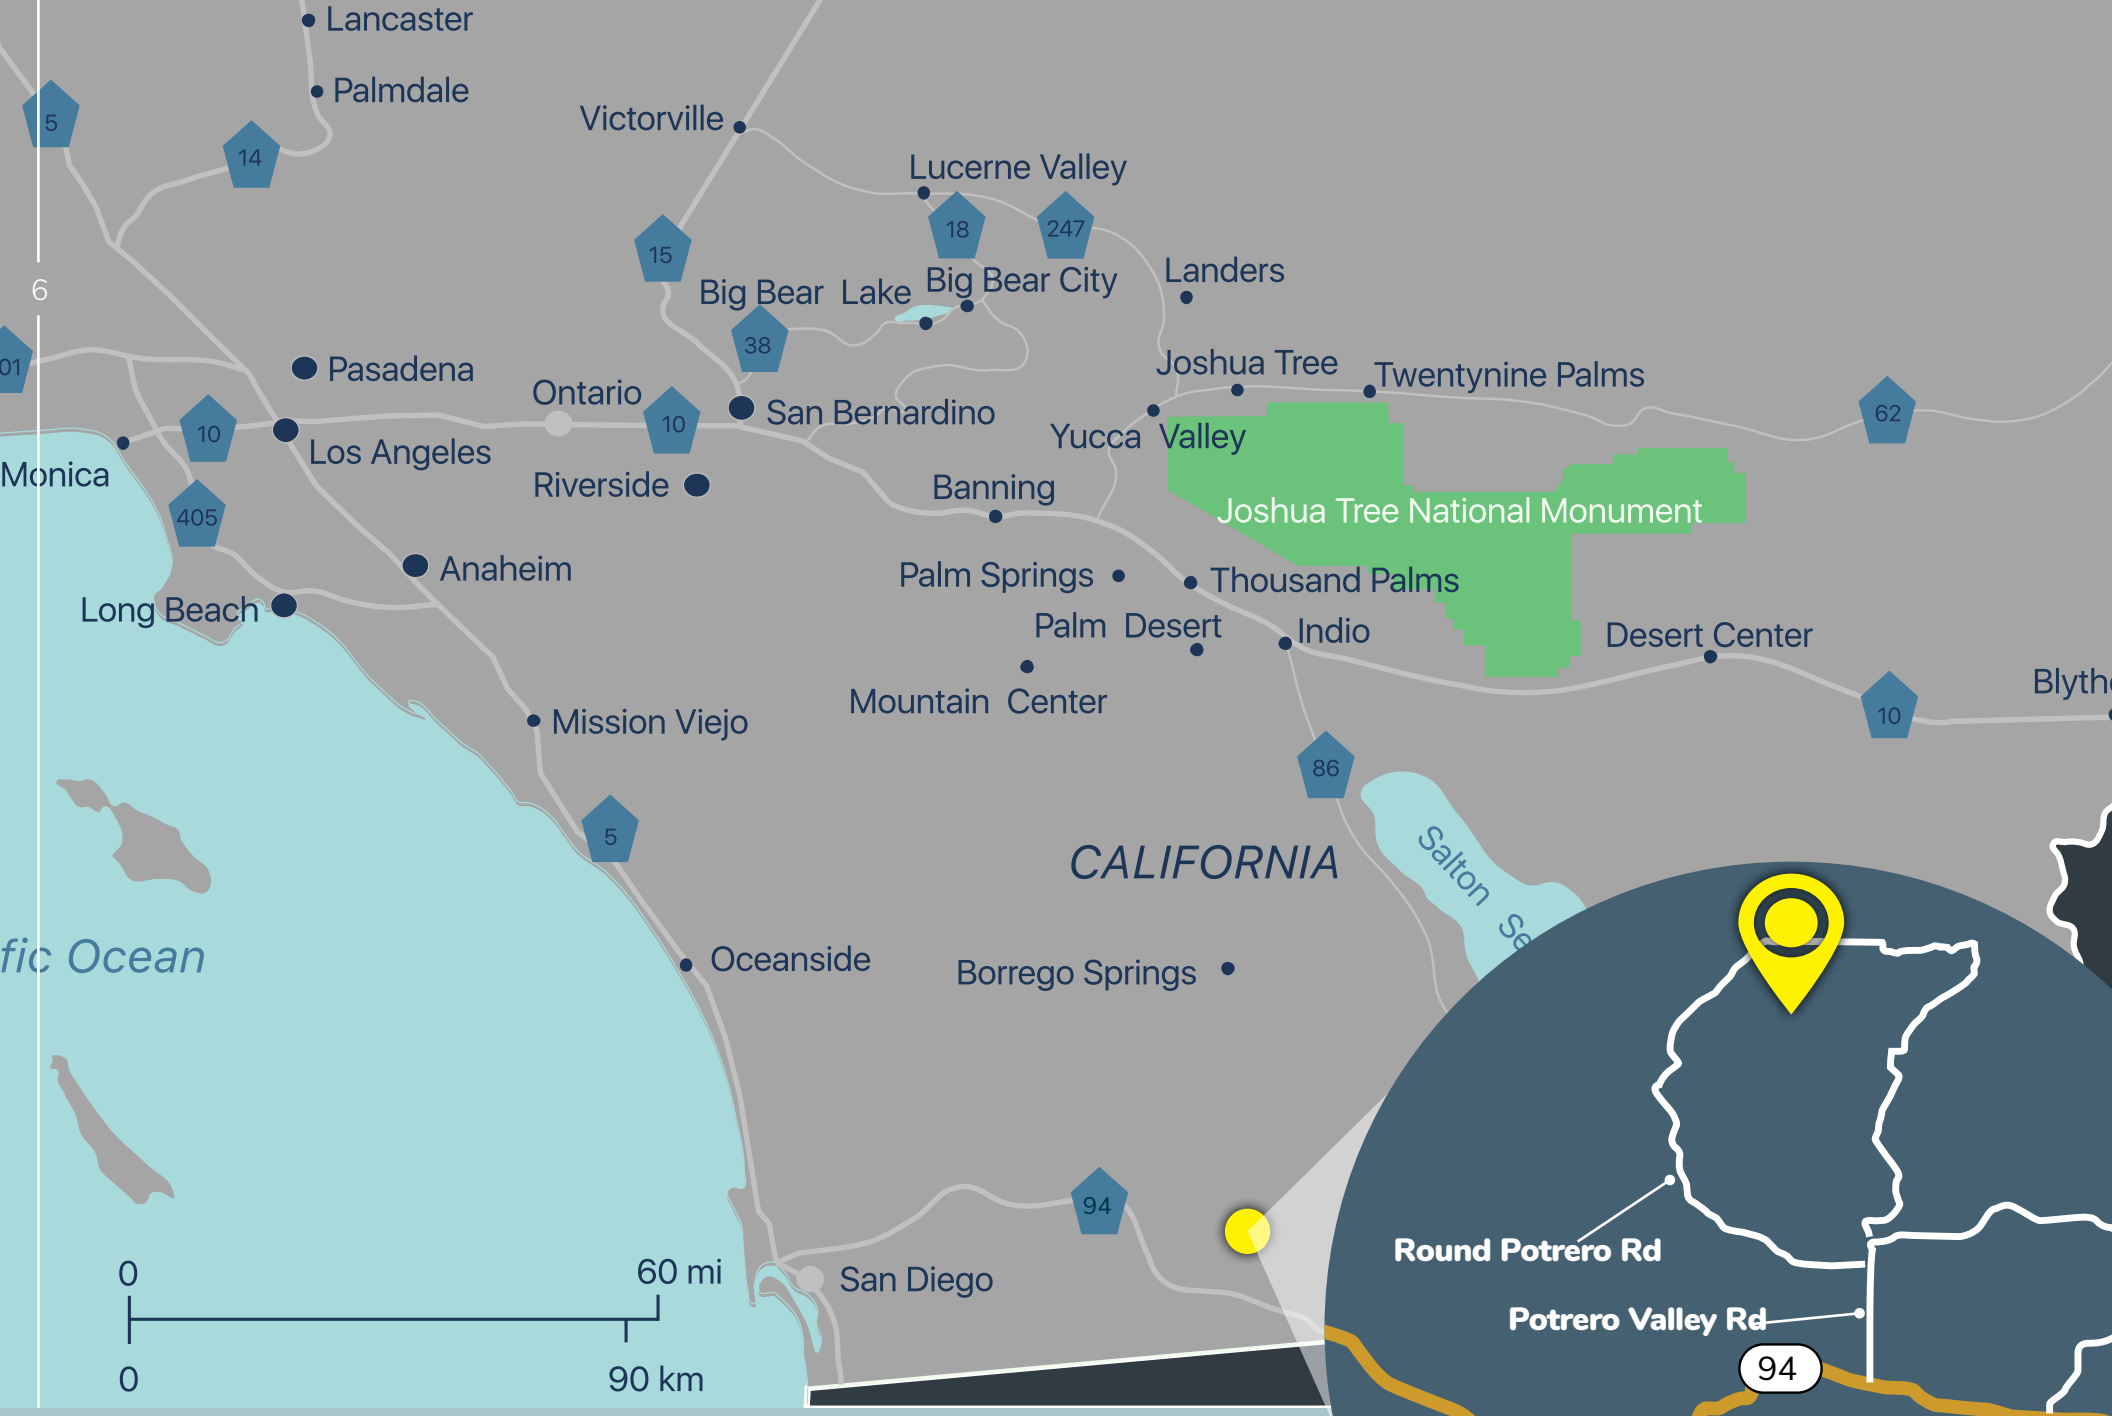 Lancaster
Palmdale
5
14
Victorville
Lucerne Valley
18
247
15
Big Bear City
Landers
Big Bear Lake
6
38
01
Pasadena
Joshua Tree
Twentynine Palms
Ontario
San Bernardino
62
10
10
Yucca Valley
Los Angeles
Monica
Riverside
Banning
Joshua Tree National Monument
405
Anaheim
Palm Springs
Thousand Palms
Long Beach
Palm Desert
Indio
Desert Center
Blythe
Mountain Center
10
Mission Viejo
86
5
CALIFORNIA
Salton Se
fic Ocean
Oceanside
Borrego Springs
94
Round Potrero Rd
0
60 mi
San Diego
Potrero Valley Rd
94
0
90 km